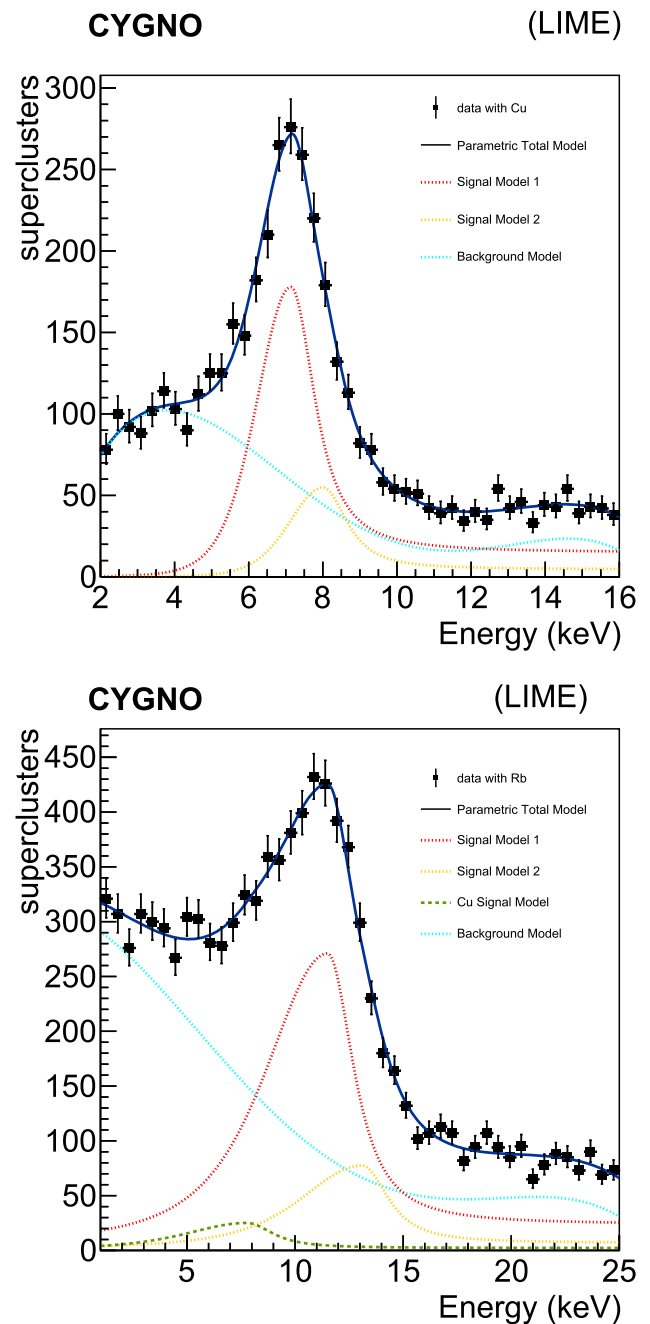 CYGNO (LIME)
300
250
200
150
100
50
0
superclusters
data with Cu
Parametric Total Model
Signal Model 1
Signal Model 2
Background Model
2 4 6 8 10 12 14 16
Energy (keV)
CYGNO (LIME)
450
400
350
300
250
200
150
100
50
0
superclusters
data with Rb
Parametric Total Model
Signal Model 1
Signal Model 2
Cu Signal Model
Background Model
5 10 15 20 25
Energy (keV)